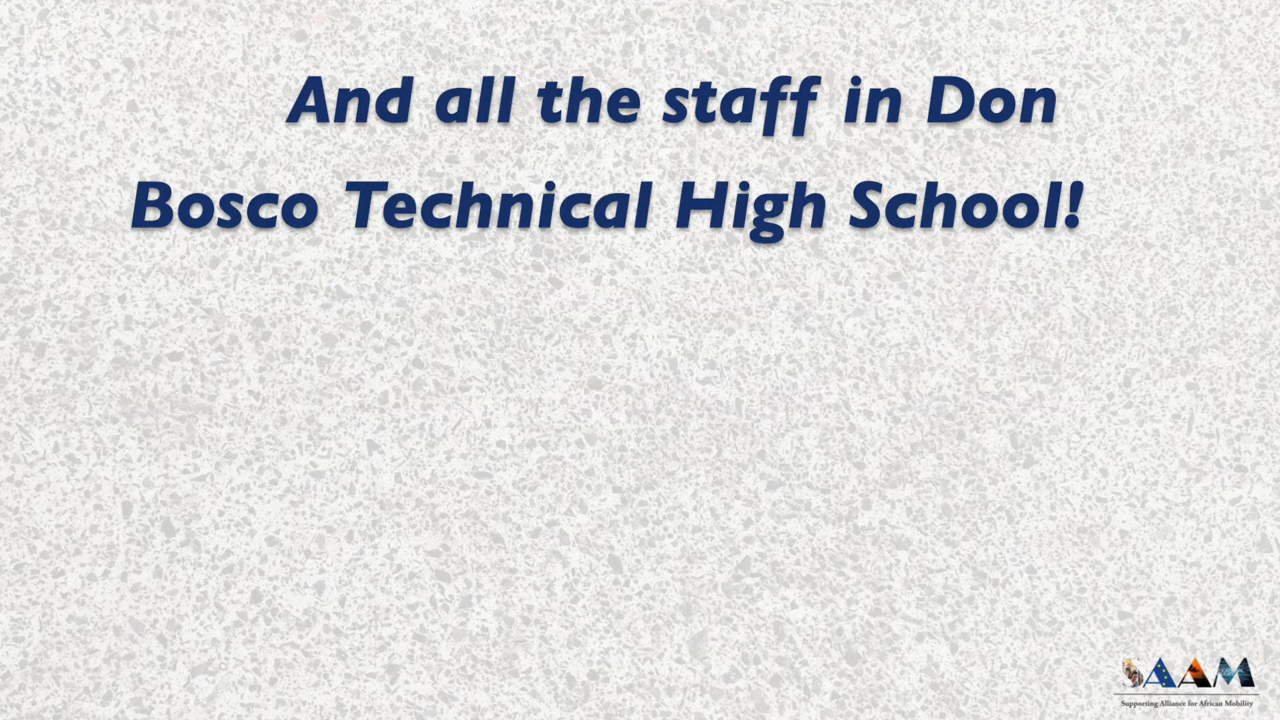 And all the staff in Don
Bosco Technical High School!
SAAM
Supporting Alliance for African Mobility